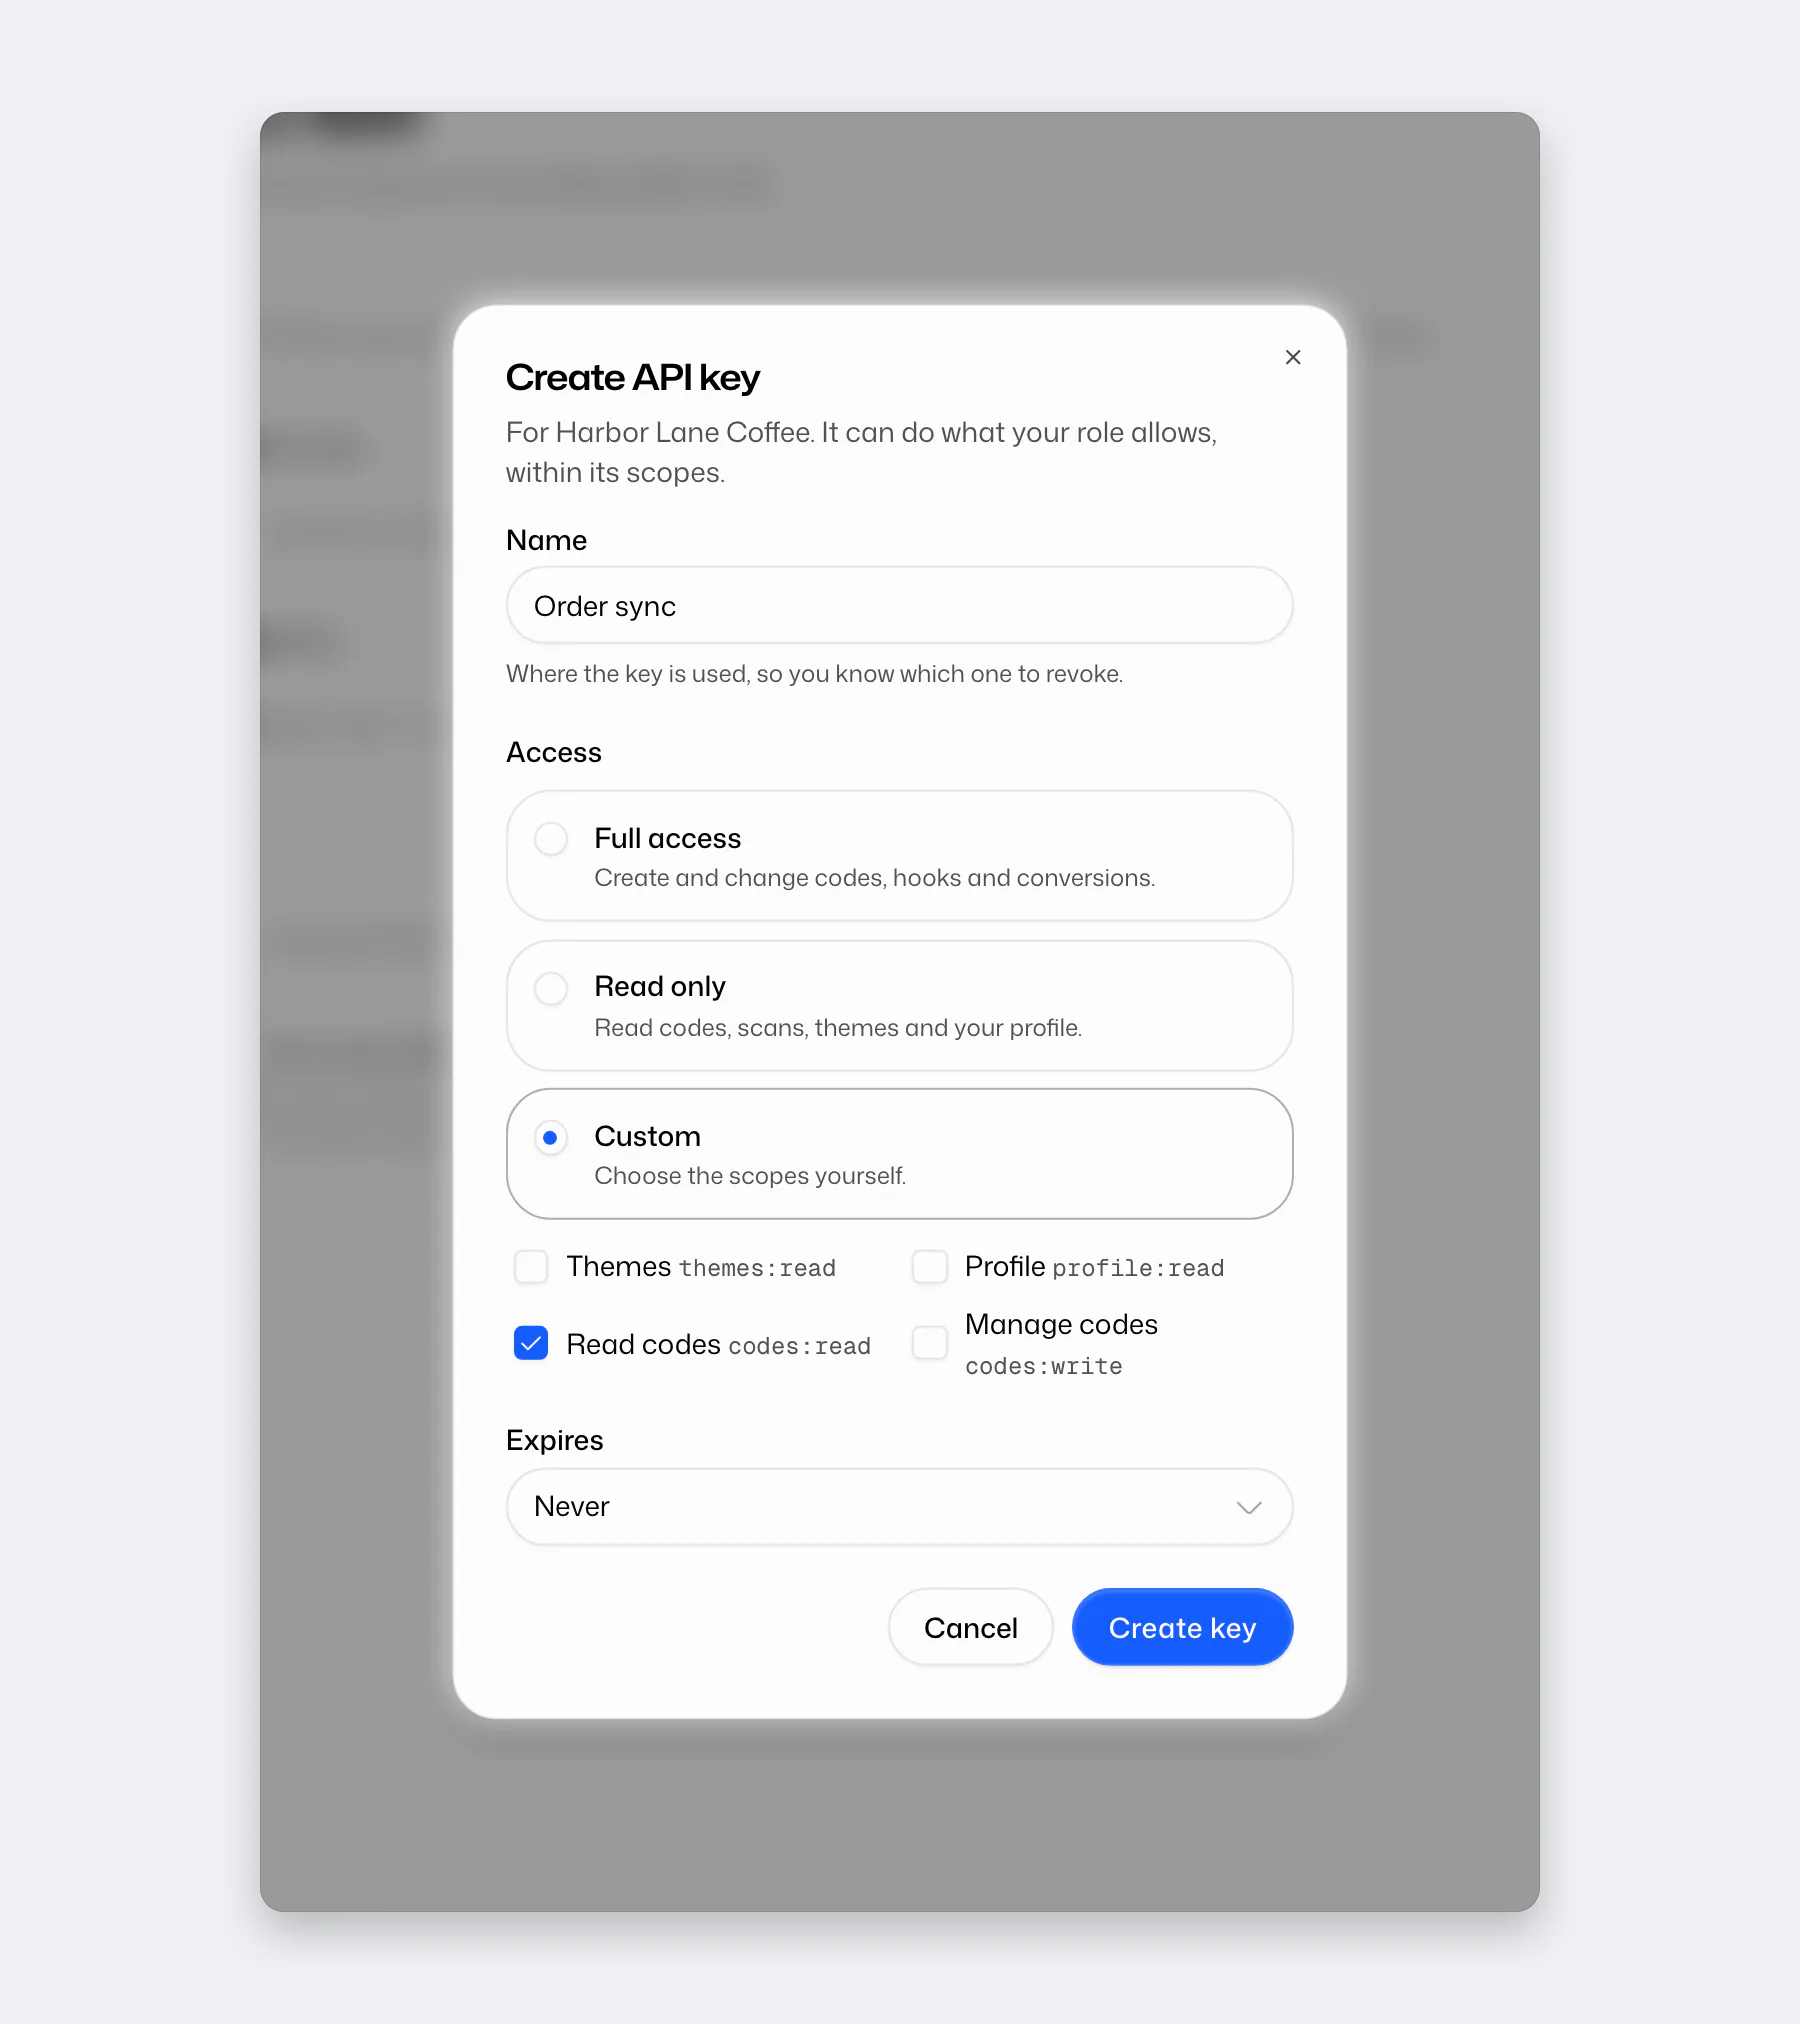 Create API key
For Harbor Lane Coffee. It can do what your role allows,
within its scopes.
Name
Order sync
Where the key is used, so you know which one to revoke.
Access
Full access
Create and change codes, hooks and conversions.
Read only
Read codes, scans, themes and your profile.
Custom
Choose the scopes yourself.
Themes themes:read
Profile profile:read
Read codes codes:read
Manage codes
codes:write
Expires
Never
Cancel
Create key